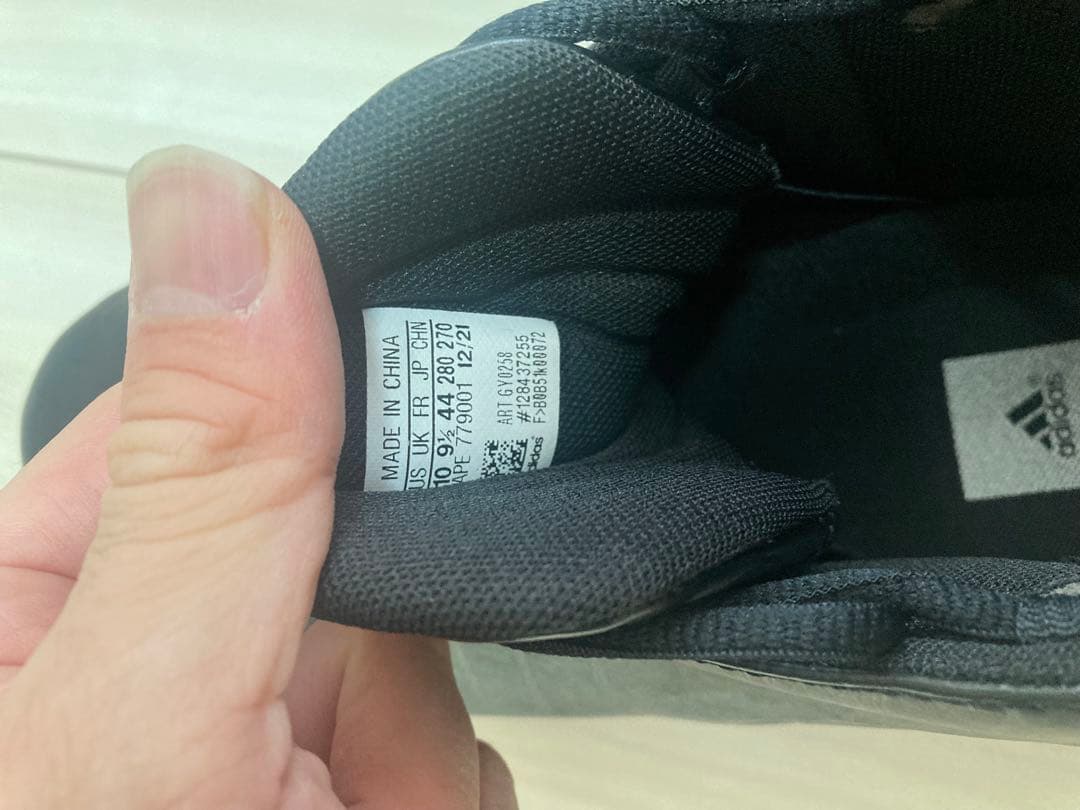 MADE IN CHINA
US UK FR JP CHN
10 9½ 44 280 270
APE 779001 12/21
ART GY0258
#128437255
F>B0B51K00072
adidas
adidas